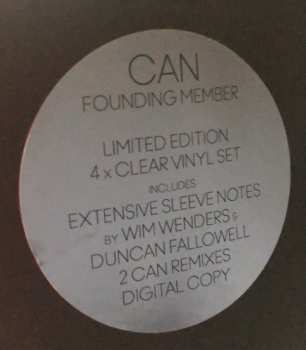 CAN
FOUNDING MEMBER
LIMITED EDITION
4 x CLEAR VINYL SET
INCLUDES
EXTENSIVE SLEEVE NOTES
BY WIM WENDERS &
DUNCAN FALLOWELL
2 CAN REMIXES
DIGITAL COPY